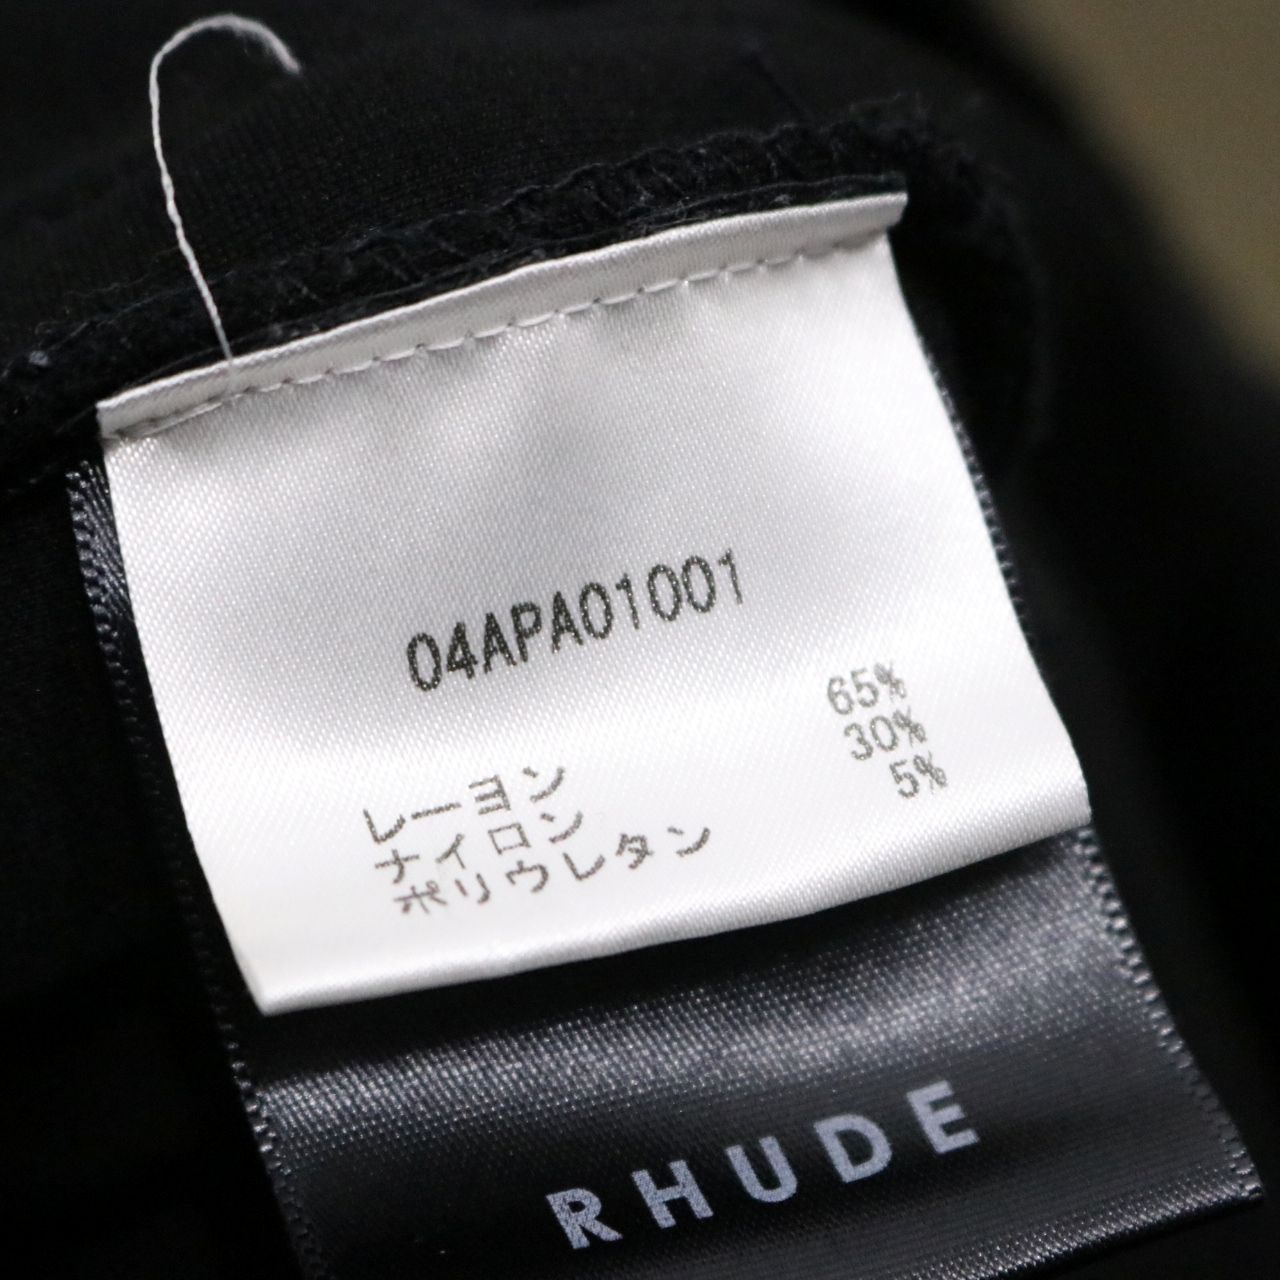 04APA01001
レーヨン 65%
ナイロン 30%
ポリウレタン 5%
RHUDE